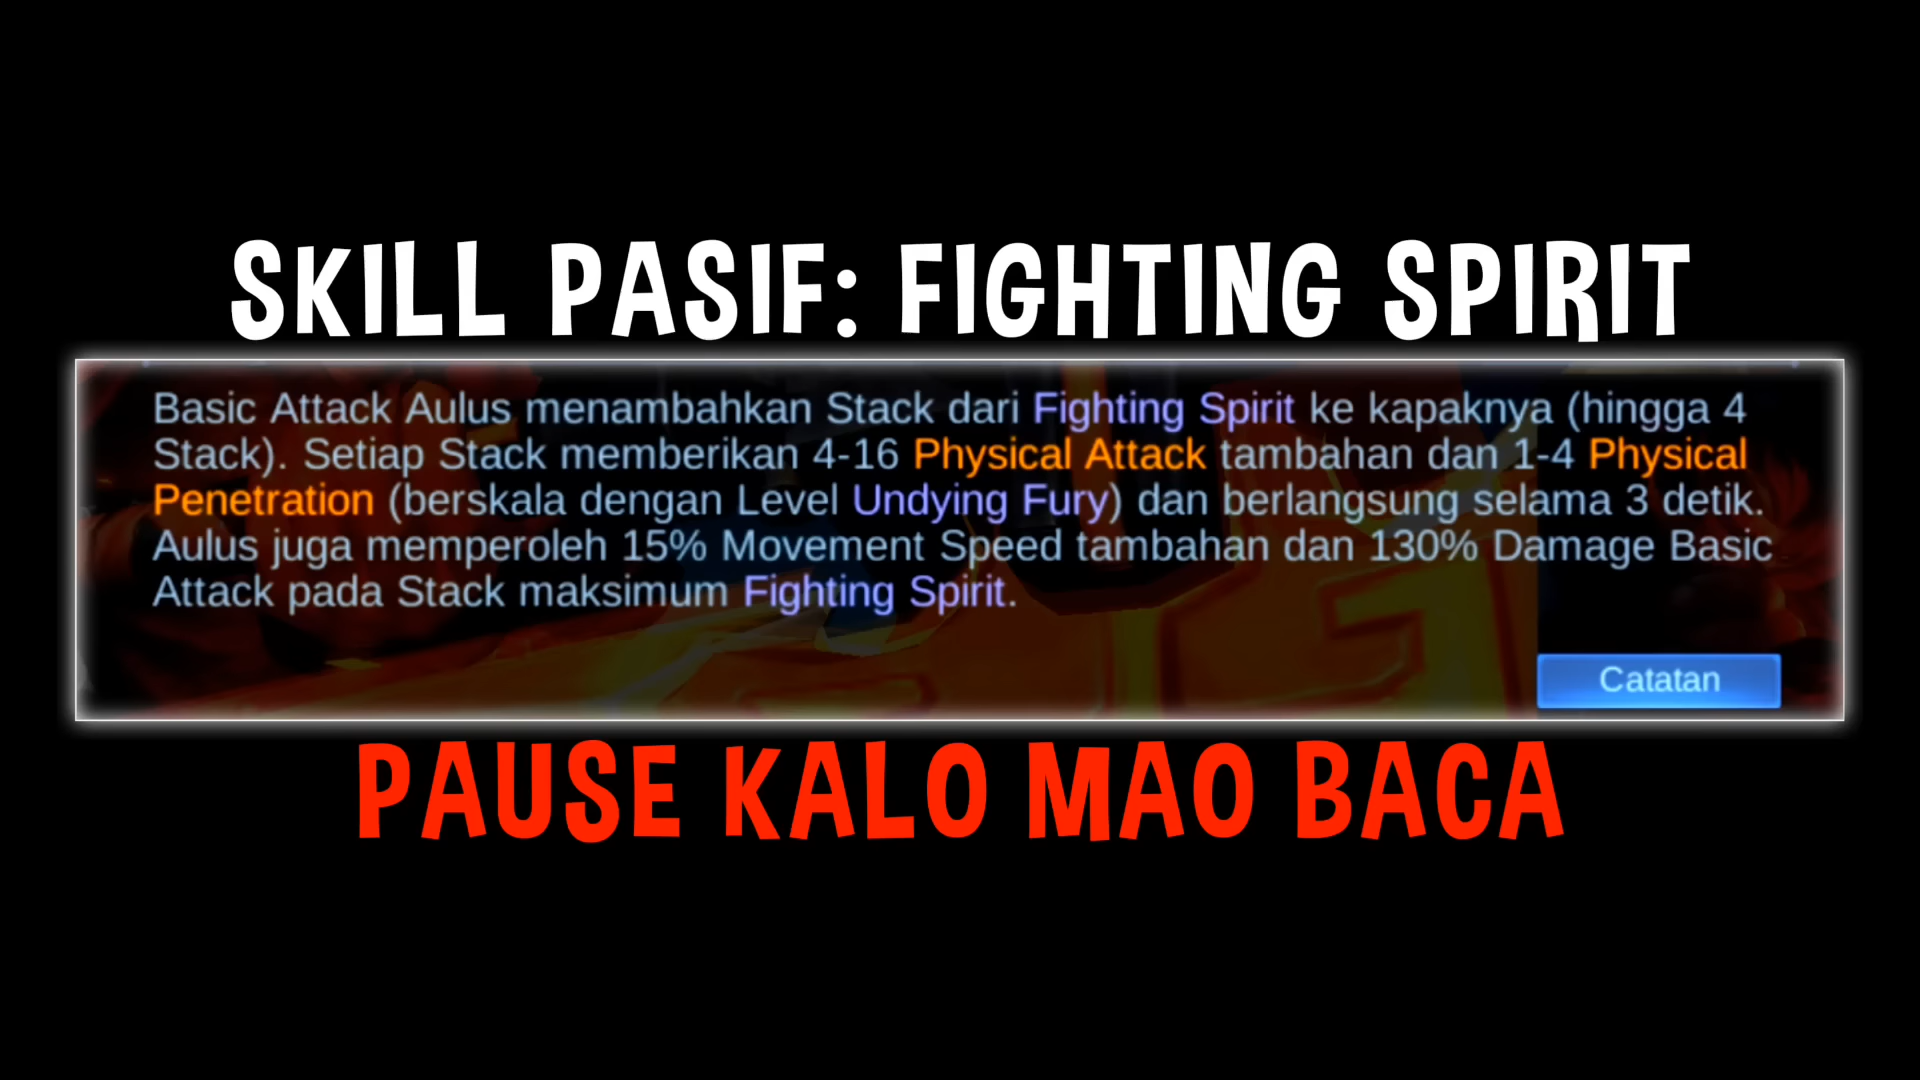 SKILL PASIF: FIGHTING SPIRIT
Basic Attack Aulus menambahkan Stack dari Fighting Spirit ke kapaknya (hingga 4
Stack). Setiap Stack memberikan 4-16 Physical Attack tambahan dan 1-4 Physical
Penetration (berskala dengan Level Undying Fury) dan berlangsung selama 3 detik.
Aulus juga memperoleh 15% Movement Speed tambahan dan 130% Damage Basic
Attack pada Stack maksimum Fighting Spirit.
Catatan
PAUSE KALO MAO BACA